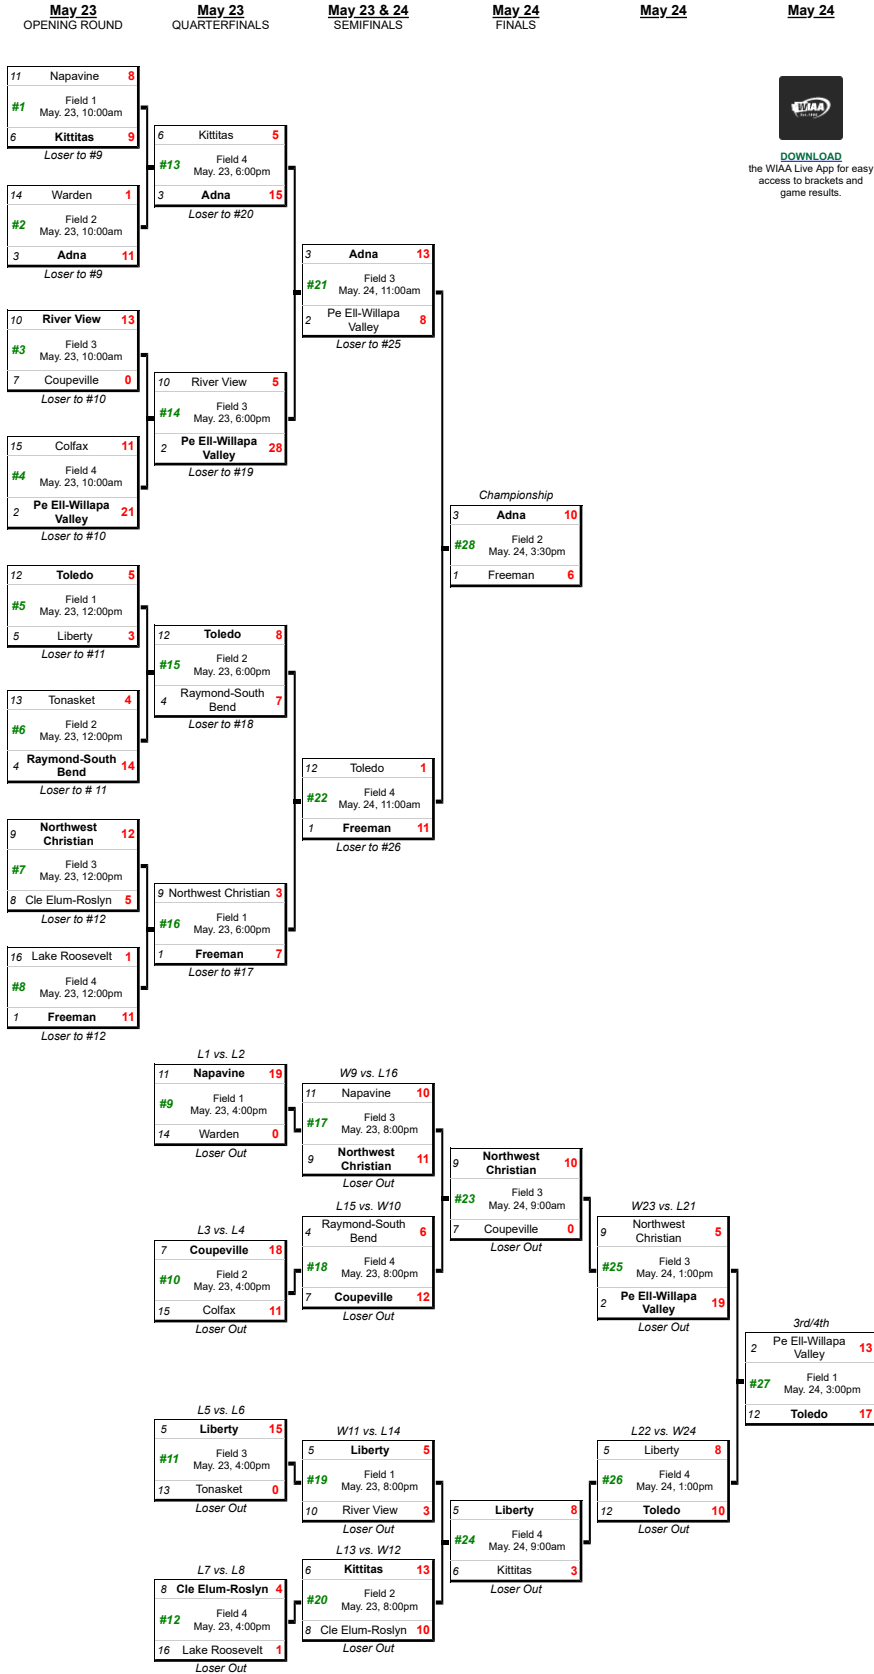 May 23
OPENING ROUND
May 23
QUARTERFINALS
May 23 & 24
SEMIFINALS
May 24
FINALS
May 24
May 24
WIAA
DOWNLOAD
the WIAA Live App for easy
access to brackets and
game results.
11 Napavine 8
#1 Field 1
May. 23, 10:00am
6 Kittitas 9
Loser to #9
14 Warden 1
#2 Field 2
May. 23, 10:00am
3 Adna 11
Loser to #9
10 River View 13
#3 Field 3
May. 23, 10:00am
7 Coupeville 0
Loser to #10
15 Colfax 11
#4 Field 4
May. 23, 10:00am
2 Pe Ell-Willapa
Valley 21
Loser to #10
12 Toledo 5
#5 Field 1
May. 23, 12:00pm
5 Liberty 3
Loser to #11
13 Tonasket 4
#6 Field 2
May. 23, 12:00pm
4 Raymond-South
Bend 14
Loser to # 11
9 Northwest
Christian 12
#7 Field 3
May. 23, 12:00pm
8 Cle Elum-Roslyn 5
Loser to #12
16 Lake Roosevelt 1
#8 Field 4
May. 23, 12:00pm
1 Freeman 11
Loser to #12
6 Kittitas 5
#13 Field 4
May. 23, 6:00pm
3 Adna 15
Loser to #20
10 River View 5
#14 Field 3
May. 23, 6:00pm
2 Pe Ell-Willapa
Valley 28
Loser to #19
12 Toledo 8
#15 Field 2
May. 23, 6:00pm
4 Raymond-South
Bend 7
Loser to #18
9 Northwest Christian 3
#16 Field 1
May. 23, 6:00pm
1 Freeman 7
Loser to #17
3 Adna 13
#21 Field 3
May. 24, 11:00am
2 Pe Ell-Willapa
Valley 8
Loser to #25
12 Toledo 1
#22 Field 4
May. 24, 11:00am
1 Freeman 11
Loser to #26
Championship
3 Adna 10
#28 Field 2
May. 24, 3:30pm
1 Freeman 6
L1 vs. L2
11 Napavine 19
#9 Field 1
May. 23, 4:00pm
14 Warden 0
Loser Out
L3 vs. L4
7 Coupeville 18
#10 Field 2
May. 23, 4:00pm
15 Colfax 11
Loser Out
L5 vs. L6
5 Liberty 15
#11 Field 3
May. 23, 4:00pm
13 Tonasket 0
Loser Out
L7 vs. L8
8 Cle Elum-Roslyn 4
#12 Field 4
May. 23, 4:00pm
16 Lake Roosevelt 1
Loser Out
W9 vs. L16
11 Napavine 10
#17 Field 3
May. 23, 8:00pm
9 Northwest
Christian 11
Loser Out
L15 vs. W10
4 Raymond-South
Bend 6
#18 Field 4
May. 23, 8:00pm
7 Coupeville 12
Loser Out
W11 vs. L14
5 Liberty 5
#19 Field 1
May. 23, 8:00pm
10 River View 3
Loser Out
L13 vs. W12
6 Kittitas 13
#20 Field 2
May. 23, 8:00pm
8 Cle Elum-Roslyn 10
Loser Out
9 Northwest
Christian 10
#23 Field 3
May. 24, 9:00am
7 Coupeville 0
Loser Out
5 Liberty 8
#24 Field 4
May. 24, 9:00am
6 Kittitas 3
Loser Out
W23 vs. L21
9 Northwest
Christian 5
#25 Field 3
May. 24, 1:00pm
2 Pe Ell-Willapa
Valley 19
Loser Out
L22 vs. W24
5 Liberty 8
#26 Field 4
May. 24, 1:00pm
12 Toledo 10
Loser Out
3rd/4th
2 Pe Ell-Willapa
Valley 13
#27 Field 1
May. 24, 3:00pm
12 Toledo 17